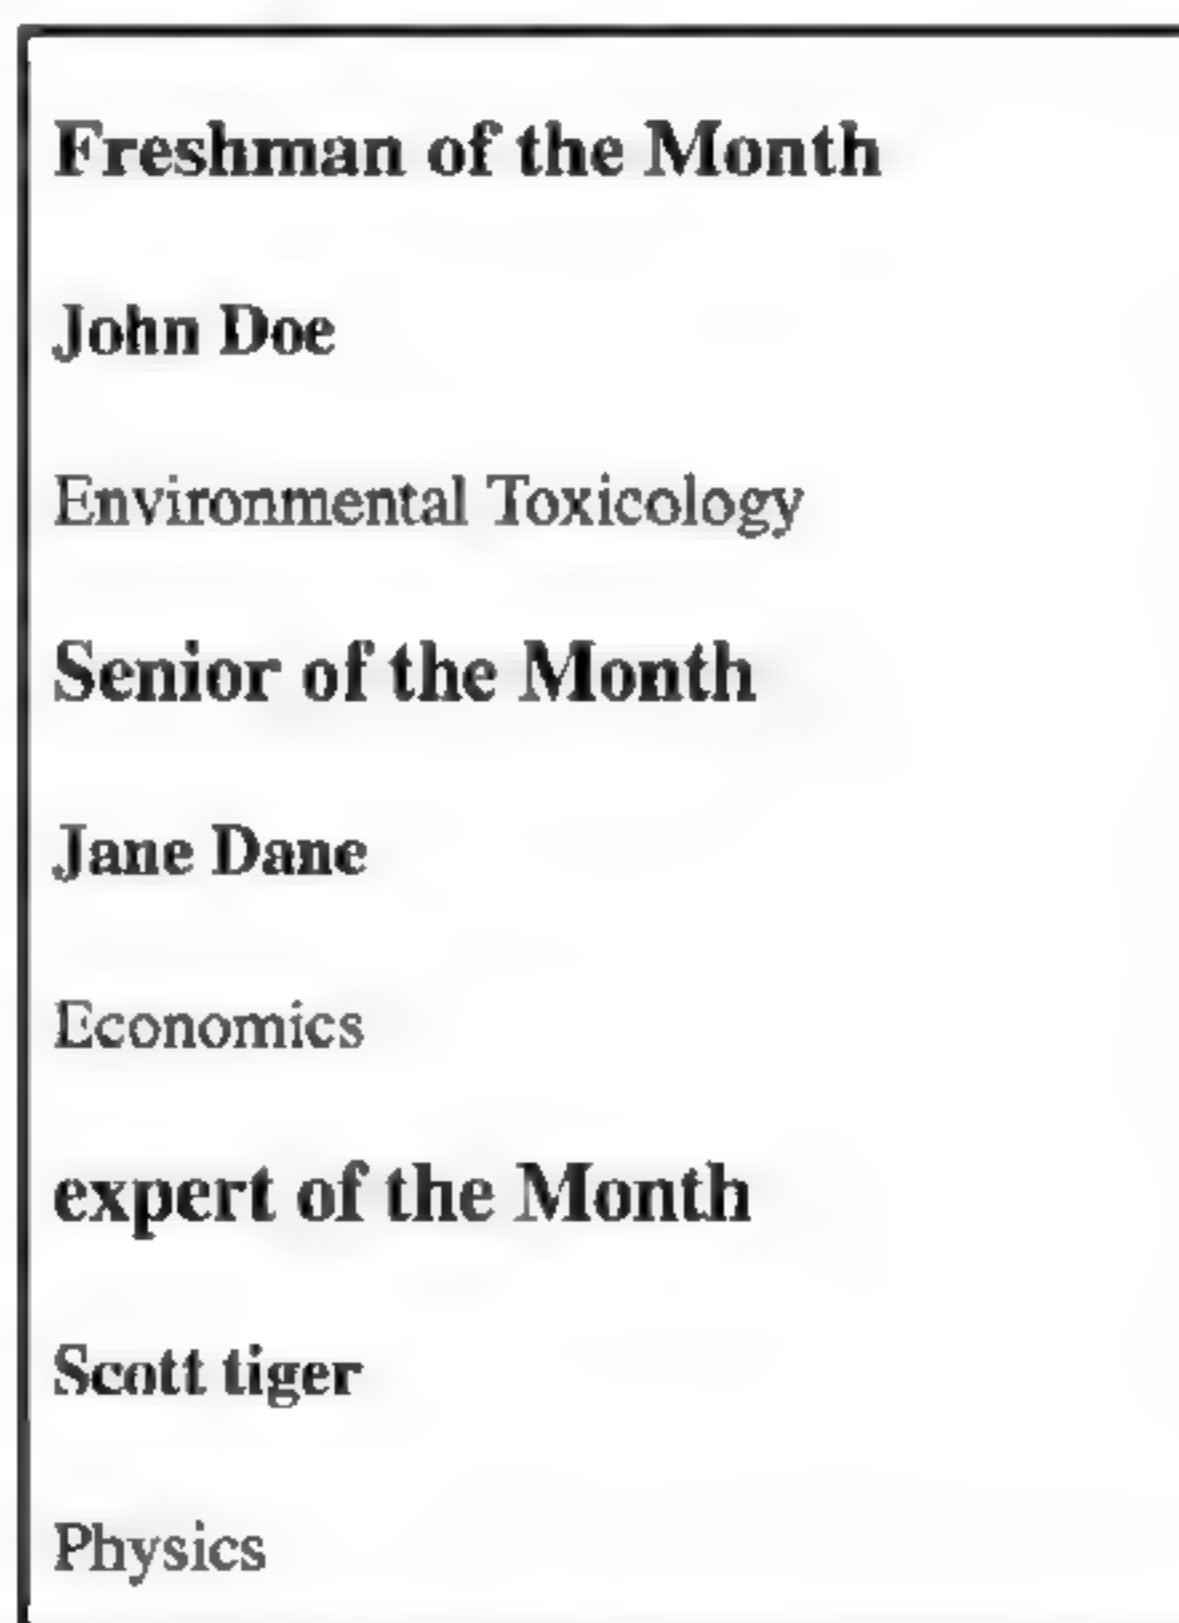 Freshman of the Month
John Doe
Environmental Toxicology
Senior of the Month
Jane Dane
Economics
expert of the Month
Scott tiger
Physics